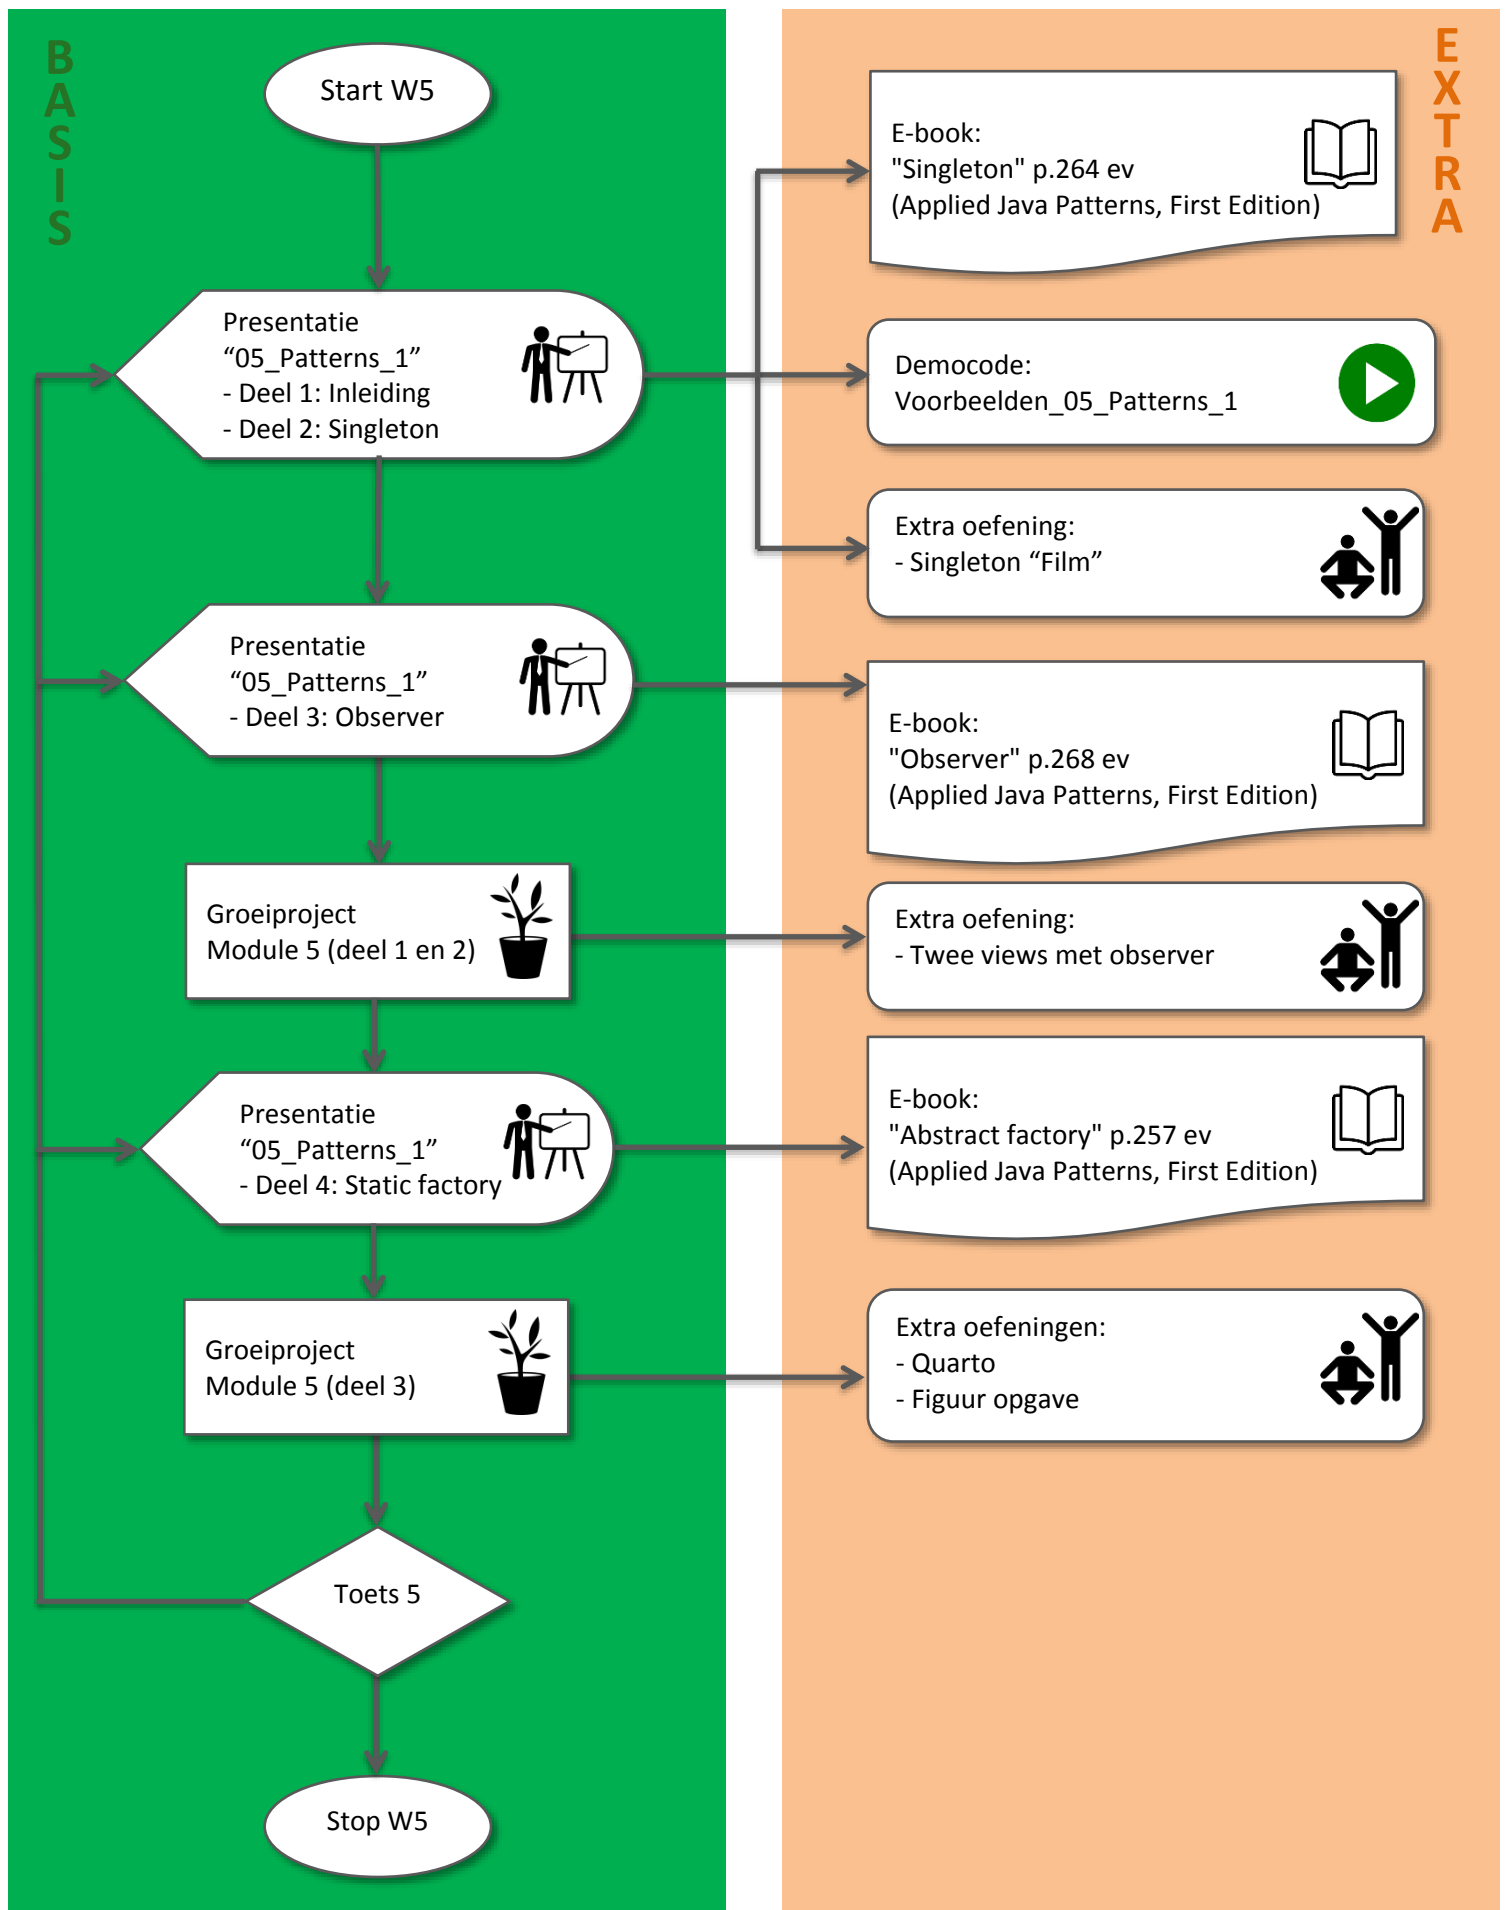 BASIS
Start W5
Presentatie
“05_Patterns_1”
- Deel 1: Inleiding
- Deel 2: Singleton
Presentatie
“05_Patterns_1”
- Deel 3: Observer
Groeiproject
Module 5 (deel 1 en 2)
Presentatie
“05_Patterns_1”
- Deel 4: Static factory
Groeiproject
Module 5 (deel 3)
Toets 5
Stop W5
EXTRA
E-book:
"Singleton" p.264 ev
(Applied Java Patterns, First Edition)
Democode:
Voorbeelden_05_Patterns_1
Extra oefening:
- Singleton “Film”
E-book:
"Observer" p.268 ev
(Applied Java Patterns, First Edition)
Extra oefening:
- Twee views met observer
E-book:
"Abstract factory" p.257 ev
(Applied Java Patterns, First Edition)
Extra oefeningen:
- Quarto
- Figuur opgave